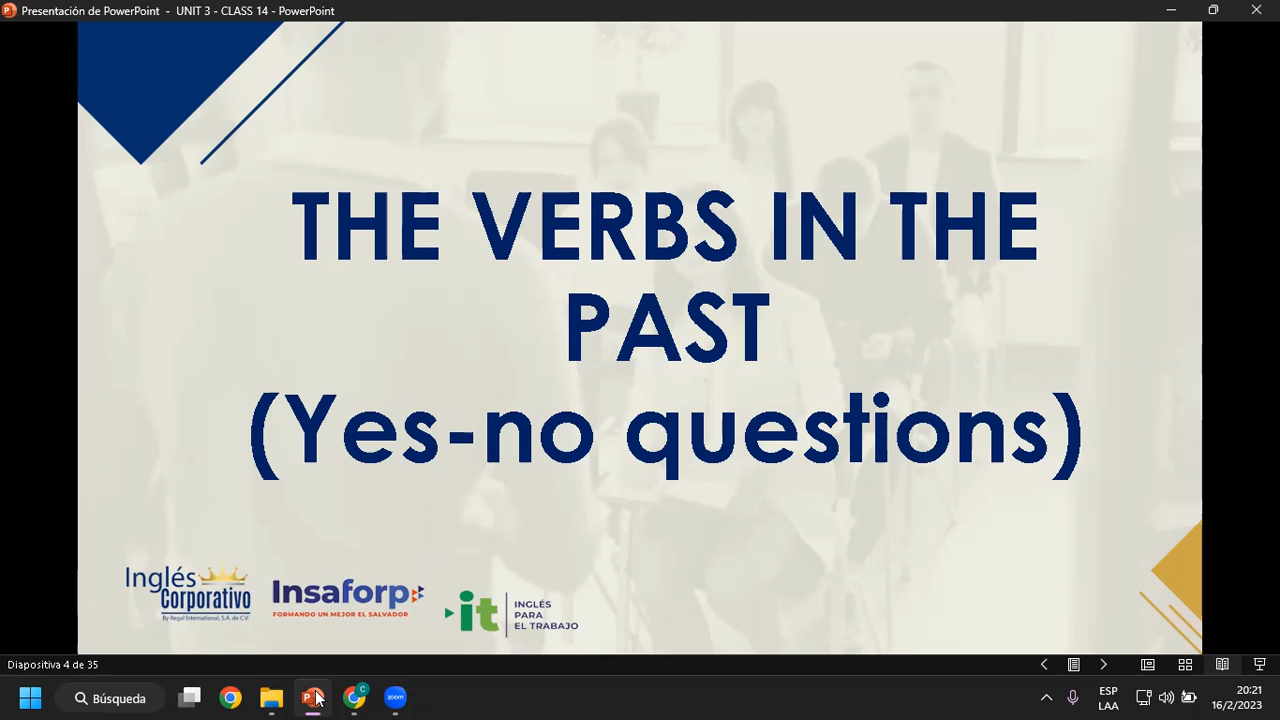 Presentación de PowerPoint - UNIT 3 - CLASS 14 - PowerPoint
THE VERBS IN THE
PAST
(Yes-no questions)
Inglés
Corporativo
By Regal International, S.A. de C.V.
Insaforp
FORMANDO UN MEJOR EL SALVADOR
it
INGLÉS
PARA
EL TRABAJO
Diapositiva 4 de 35
Búsqueda
C
zoom
ESP
LAA
20:21
16/2/2023